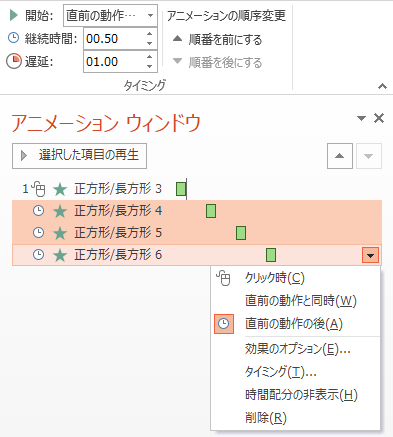 開始: 直前の動作… アニメーションの順序変更
継続時間: 00.50 順番を前にする
遅延: 01.00 順番を後にする
タイミング
アニメーション ウィンドウ
選択した項目の再生
1 正方形/長方形 3
正方形/長方形 4
正方形/長方形 5
正方形/長方形 6
クリック時(C)
直前の動作と同時(W)
直前の動作の後(A)
効果のオプション(E)...
タイミング(T)...
時間配分の非表示(H)
削除(R)